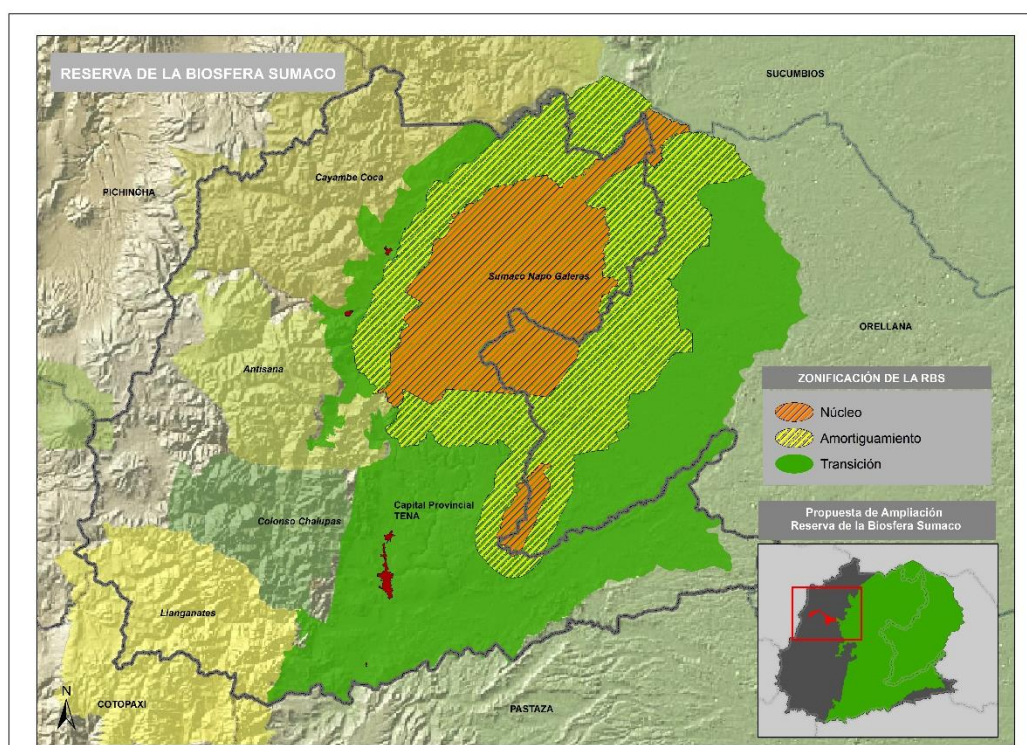 RESERVA DE LA BIOSFERA SUMACO
SUCUMBIOS
PICHINCHA
Cayambe Coca
Sumaco Napo Galeras
ORELLANA
Antisana
ZONIFICACIÓN DE LA RBS
Núcleo
Amortiguamiento
Transición
Capital Provincial
TENA
Colonso Chalupas
Propuesta de Ampliación
Reserva de la Biosfera Sumaco
Llanganates
N
COTOPAXI
PASTAZA